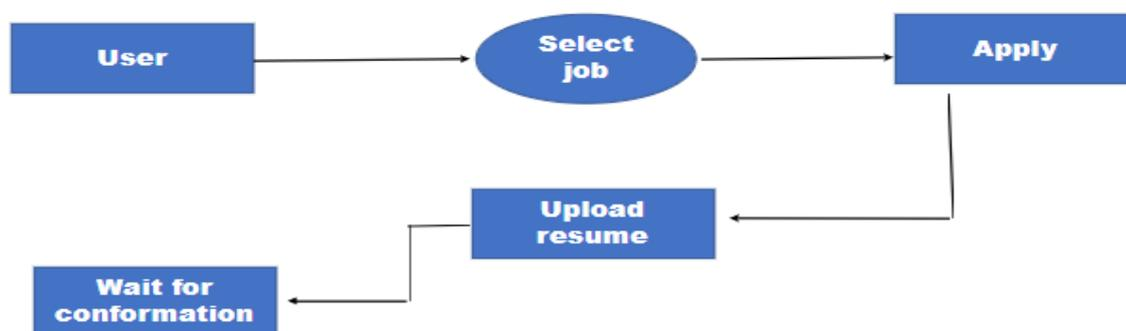 User
Select
job
Apply
Upload
resume
Wait for
conformation